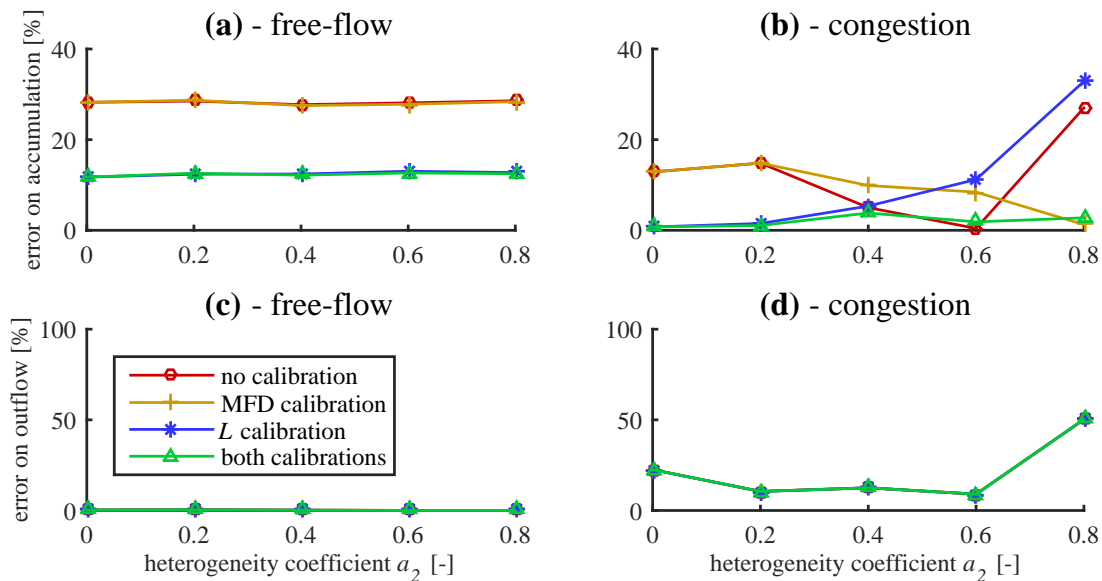 (a) - free-flow
error on accumulation [%]
40
20
0
0 0.2 0.4 0.6 0.8
(b) - congestion
40
20
0
0 0.2 0.4 0.6 0.8
(c) - free-flow
error on outflow [%]
100
50
0
no calibration
MFD calibration
L calibration
both calibrations
0 0.2 0.4 0.6 0.8
heterogeneity coefficient a2 [-]
(d) - congestion
100
50
0
0 0.2 0.4 0.6 0.8
heterogeneity coefficient a2 [-]